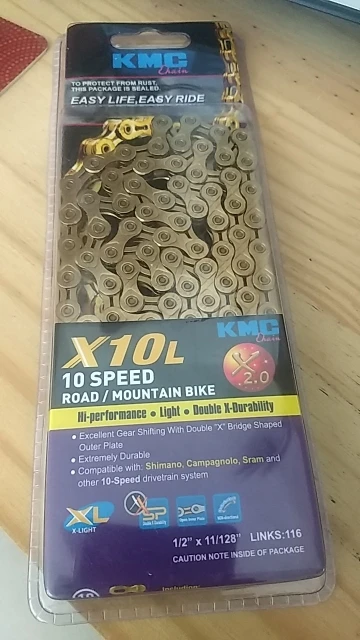 KMC
Chain
TO PROTECT FROM RUST,
THIS PACKAGE IS SEALED.
EASY LIFE,EASY RIDE
KMC
Chain
X10L
X
2.0
10 SPEED
ROAD / MOUNTAIN BIKE
Hi-performance • Light • Double X-Durability
• Excellent Gear Shifting With Double "X" Bridge Shaped
Outer Plate
• Extremely Durable
• Compatible with: Shimano, Campagnolo, Sram and
other 10-Speed drivetrain system
XL
X-LIGHT
X
SP
1/2" x 11/128" LINKS:116
CAUTION NOTE INSIDE OF PACKAGE
Including: